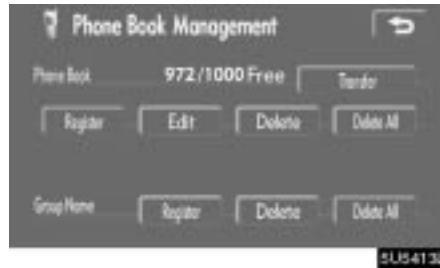 Phone Book Management
Phone Book 972/1000 Free Transfer
Register Edit Delete Delete All
Group Name Register Delete Delete All
5U5413